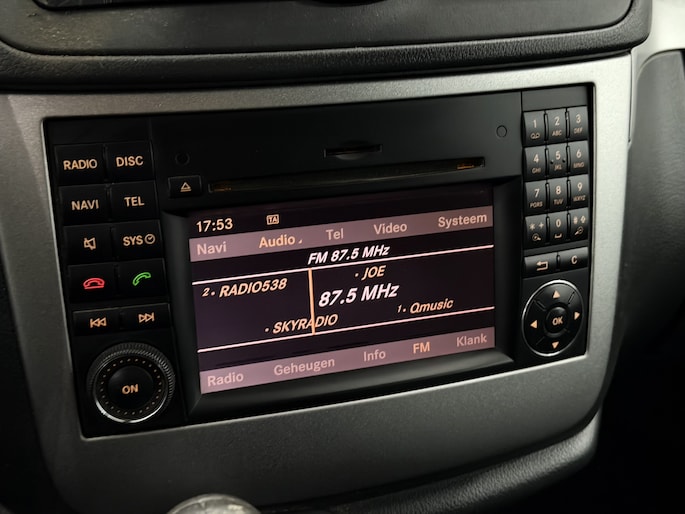 RADIO DISC
NAVI TEL
SYS
ON
1 2 ABC 3 DEF
4 GHI 5 JKL 6 MNO
7 PQRS 8 TUV 9 WXYZ
* 0 #
+
C
OK
17:53 TA
Navi Audio Tel Video Systeem
FM 87.5 MHz
2 • RADIO538 • JOE
87.5 MHz
• SKYRADIO 1 • Qmusic
Radio Geheugen Info FM Klank